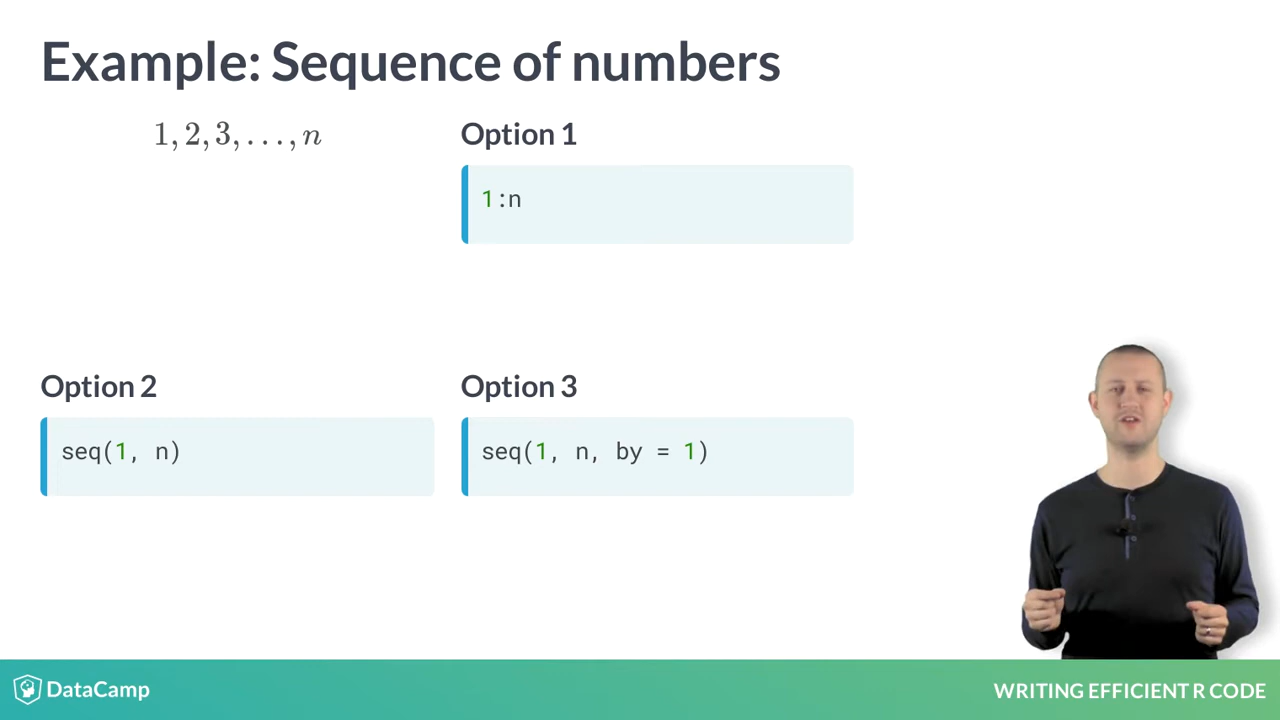 Example: Sequence of numbers
1, 2, 3, . . . , n
Option 1
1:n
Option 2
seq(1, n)
Option 3
seq(1, n, by = 1)
DataCamp
WRITING EFFICIENT R CODE